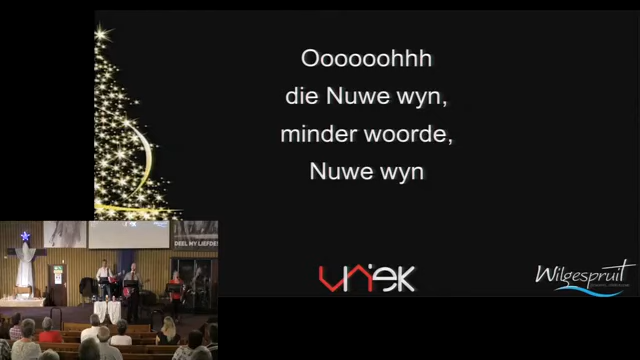 Oooooohhh
die Nuwe wyn,
minder woorde,
Nuwe wyn
DEEL MY LIEFDE
uniek
Wilgespruit